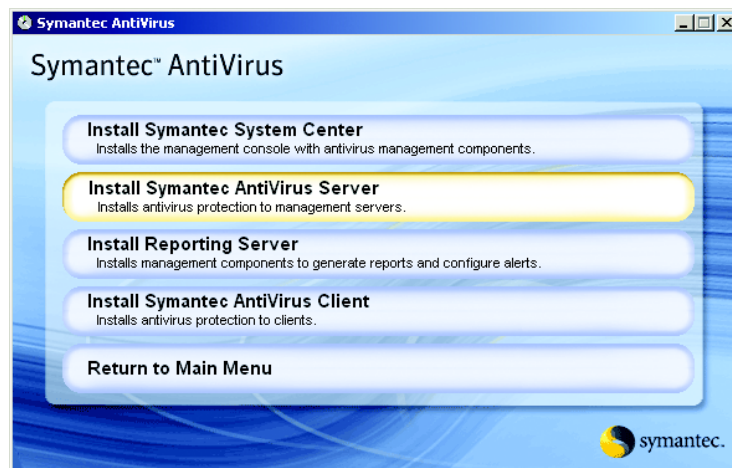 Symantec AntiVirus
Symantec™ AntiVirus
Install Symantec System Center
Installs the management console with antivirus management components.
Install Symantec AntiVirus Server
Installs antivirus protection to management servers.
Install Reporting Server
Installs management components to generate reports and configure alerts.
Install Symantec AntiVirus Client
Installs antivirus protection to clients.
Return to Main Menu
symantec.